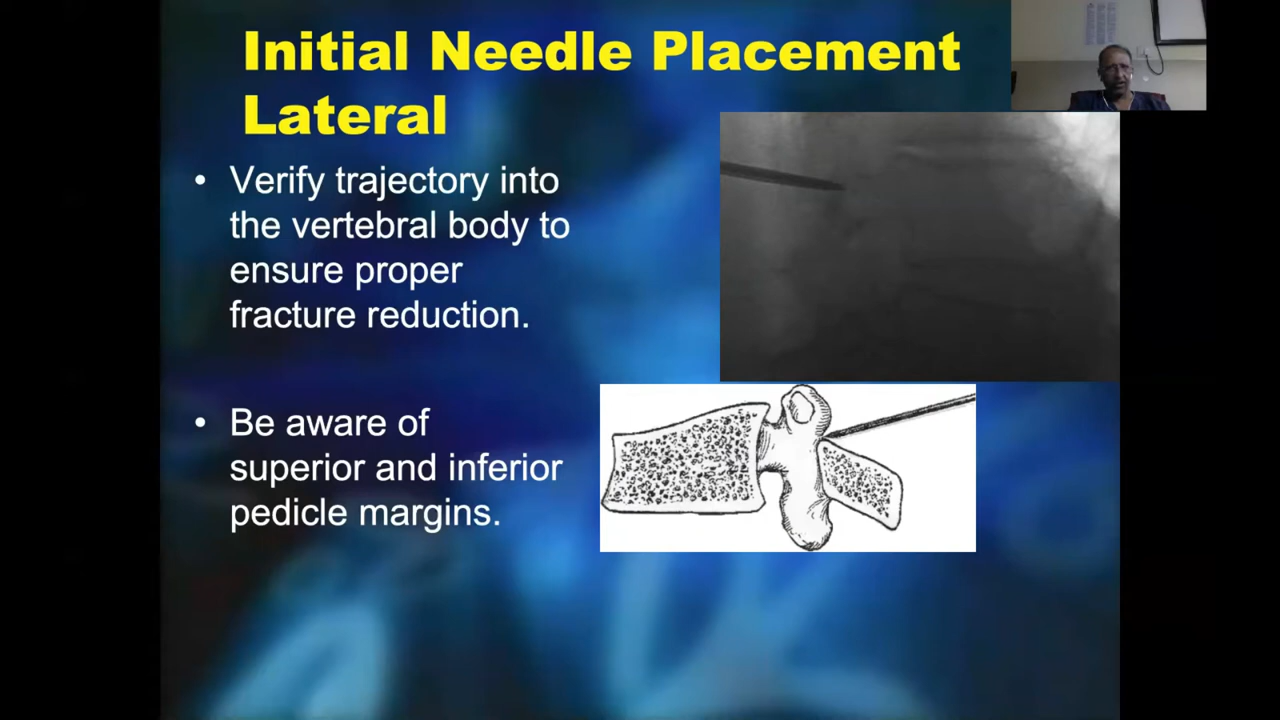 Initial Needle Placement
Lateral
• Verify trajectory into
the vertebral body to
ensure proper
fracture reduction.
• Be aware of
superior and inferior
pedicle margins.